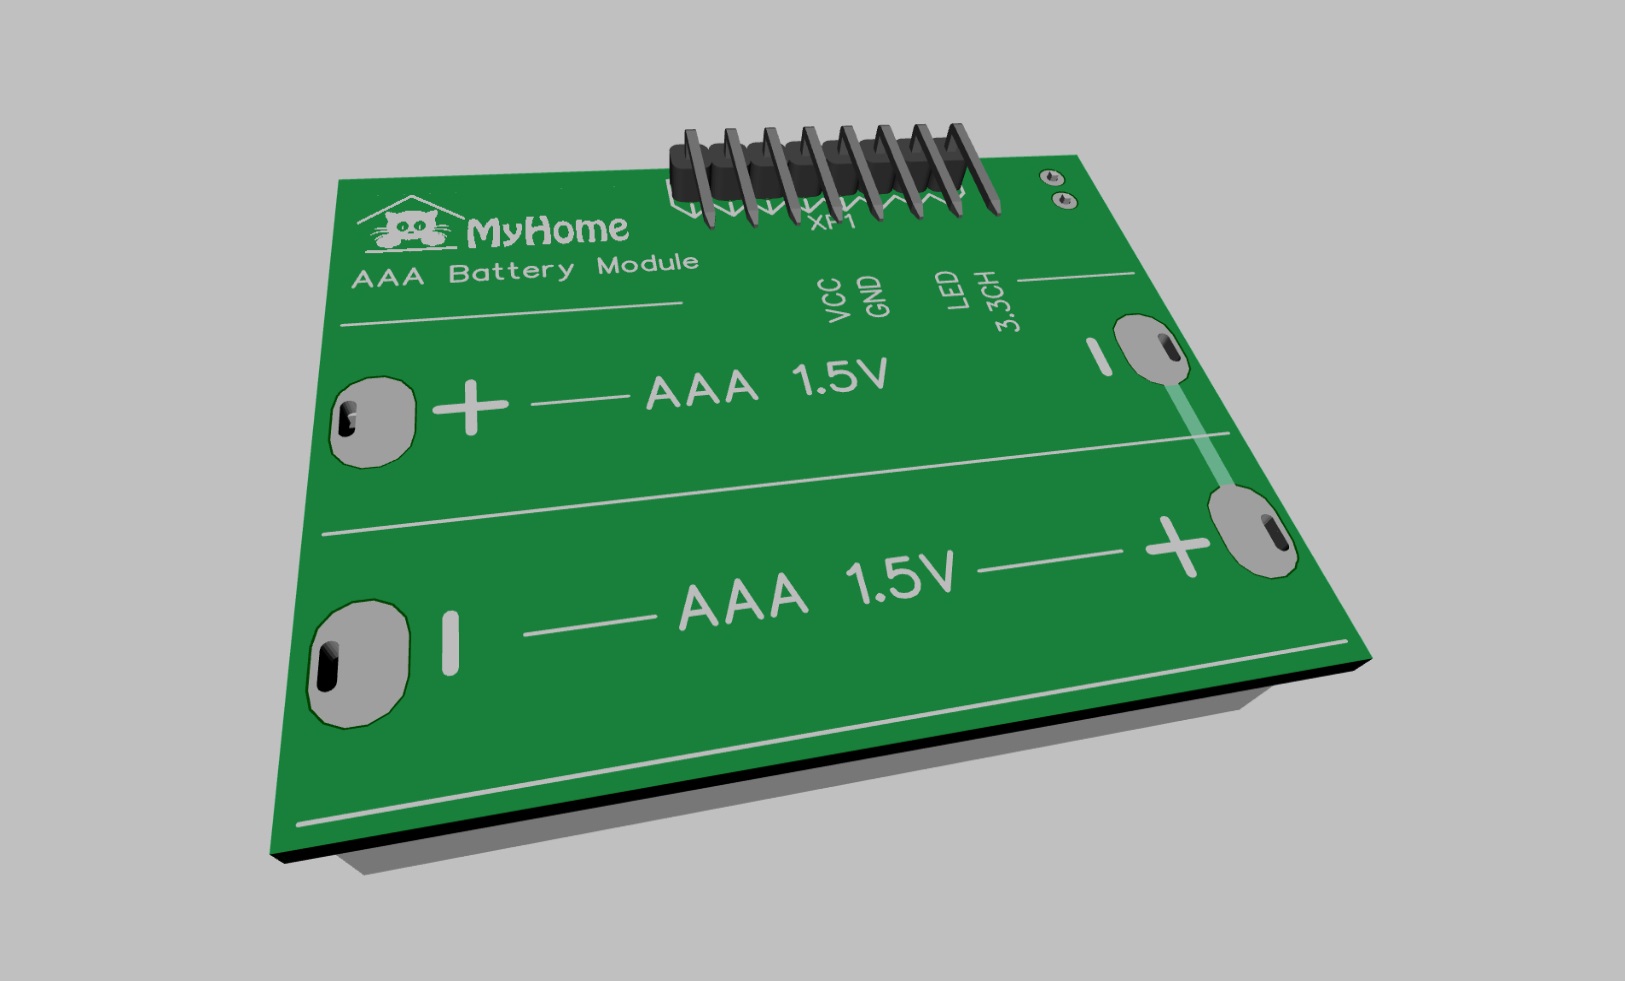 MyHome
AAA Battery Module
XP1
VCC
GND
LED
3.3CH
+ AAA 1.5V -
- AAA 1.5V +